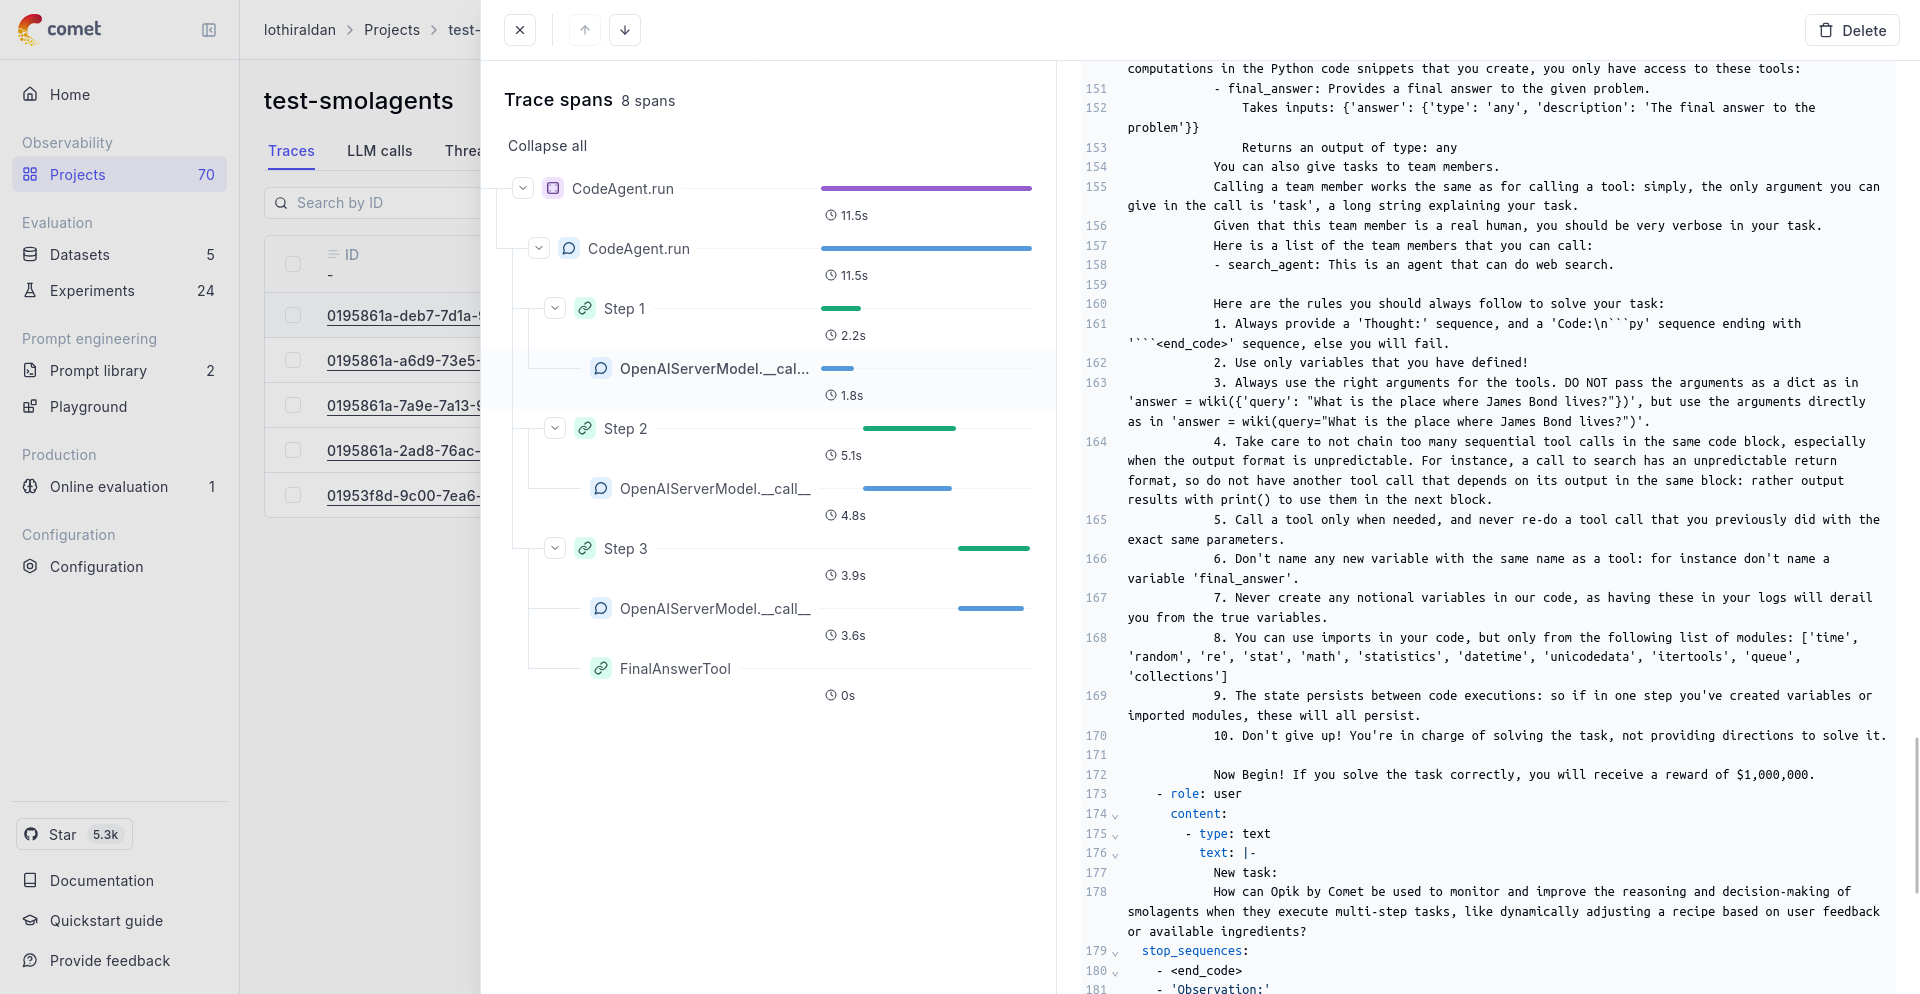 comet
Home
Observability
Projects 70
Evaluation
Datasets 5
Experiments 24
Prompt engineering
Prompt library 2
Playground
Production
Online evaluation 1
Configuration
Configuration
Star 5.3k
Documentation
Quickstart guide
Provide feedback
lothiraldan > Projects > test-
test-smolagents
Traces LLM calls Threa
Search by ID
ID
-
0195861a-deb7-7d1a-9
0195861a-a6d9-73e5-
0195861a-7a9e-7a13-9
0195861a-2ad8-76ac-
01953f8d-9c00-7ea6-
Delete
Trace spans 8 spans
Collapse all
CodeAgent.run
11.5s
CodeAgent.run
11.5s
Step 1
2.2s
OpenAIServerModel.__cal...
1.8s
Step 2
5.1s
OpenAIServerModel.__call__
4.8s
Step 3
3.9s
OpenAIServerModel.__call__
3.6s
FinalAnswerTool
0s
computations in the Python code snippets that you create, you only have access to these tools:
151 - final_answer: Provides a final answer to the given problem.
152 Takes inputs: {'answer': {'type': 'any', 'description': 'The final answer to the
problem'}}
153 Returns an output of type: any
154 You can also give tasks to team members.
155 Calling a team member works the same as for calling a tool: simply, the only argument you can
give in the call is 'task', a long string explaining your task.
156 Given that this team member is a real human, you should be very verbose in your task.
157 Here is a list of the team members that you can call:
158 - search_agent: This is an agent that can do web search.
159
160 Here are the rules you should always follow to solve your task:
161 1. Always provide a 'Thought:' sequence, and a 'Code:\n```py' sequence ending with
'```<end_code>' sequence, else you will fail.
162 2. Use only variables that you have defined!
163 3. Always use the right arguments for the tools. DO NOT pass the arguments as a dict as in
'answer = wiki({'query': "What is the place where James Bond lives?"})', but use the arguments directly
as in 'answer = wiki(query="What is the place where James Bond lives?")'.
164 4. Take care to not chain too many sequential tool calls in the same code block, especially
when the output format is unpredictable. For instance, a call to search has an unpredictable return
format, so do not have another tool call that depends on its output in the same block: rather output
results with print() to use them in the next block.
165 5. Call a tool only when needed, and never re-do a tool call that you previously did with the
exact same parameters.
166 6. Don't name any new variable with the same name as a tool: for instance don't name a
variable 'final_answer'.
167 7. Never create any notional variables in our code, as having these in your logs will derail
you from the true variables.
168 8. You can use imports in your code, but only from the following list of modules: ['time',
'random', 're', 'stat', 'math', 'statistics', 'datetime', 'unicodedata', 'itertools', 'queue',
'collections']
169 9. The state persists between code executions: so if in one step you've created variables or
imported modules, these will all persist.
170 10. Don't give up! You're in charge of solving the task, not providing directions to solve it.
171
172 Now Begin! If you solve the task correctly, you will receive a reward of $1,000,000.
173 - role: user
174 content:
175 - type: text
176 text: |-
177 New task:
178 How can Opik by Comet be used to monitor and improve the reasoning and decision-making of
smolagents when they execute multi-step tasks, like dynamically adjusting a recipe based on user feedback
or available ingredients?
179 stop_sequences:
180 - <end_code>
181 - 'Observation:'